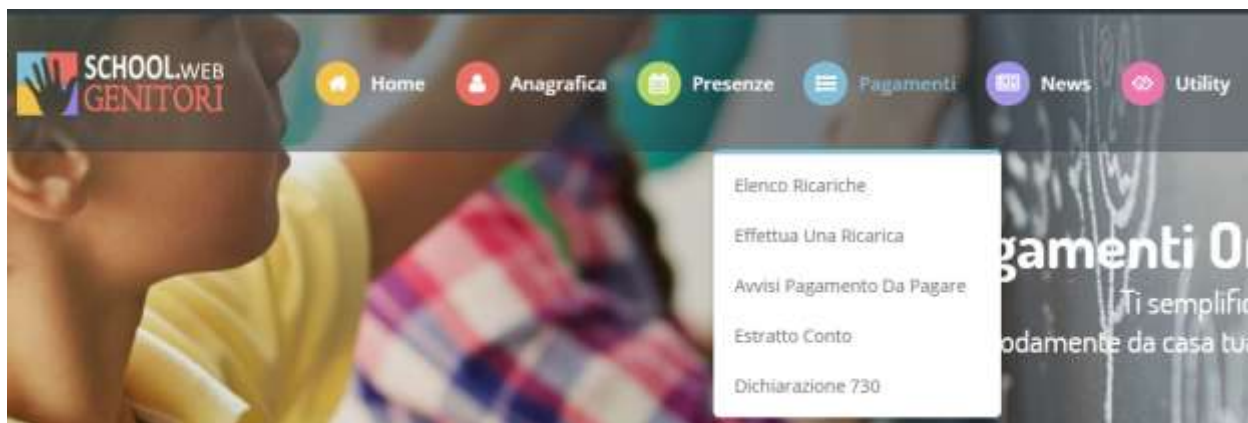 SCHOOL.WEB
GENITORI
Home
Anagrafica
Presenze
Pagamenti
News
Utility
Elenco Ricariche
Effettua Una Ricarica
Avvisi Pagamento Da Pagare
Estratto Conto
Dichiarazione 730
gamenti O
Ti semplific
odamente da casa tua